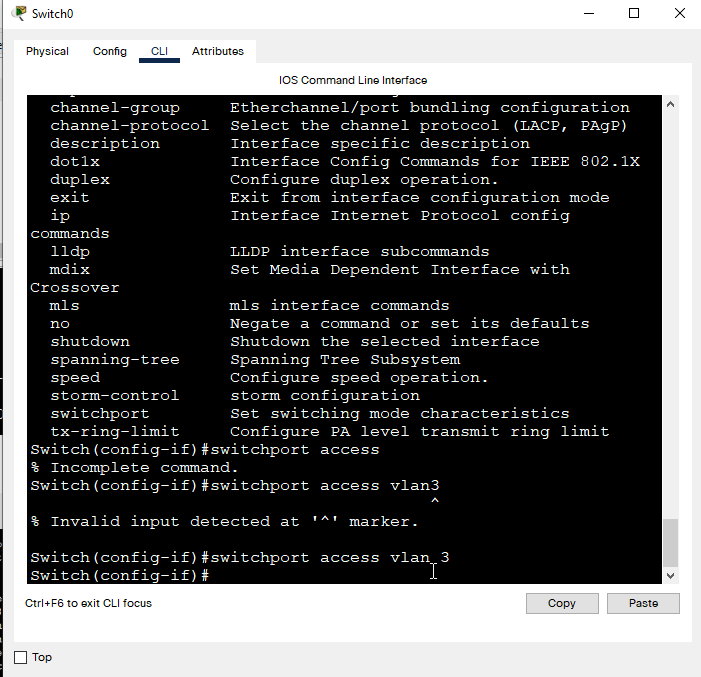 Switch0
Physical Config CLI Attributes
IOS Command Line Interface
channel-group Etherchannel/port bundling configuration
channel-protocol Select the channel protocol (LACP, PAgP)
description Interface specific description
dot1x Interface Config Commands for IEEE 802.1X
duplex Configure duplex operation.
exit Exit from interface configuration mode
ip Interface Internet Protocol config
commands
lldp LLDP interface subcommands
mdix Set Media Dependent Interface with
Crossover
mls mls interface commands
no Negate a command or set its defaults
shutdown Shutdown the selected interface
spanning-tree Spanning Tree Subsystem
speed Configure speed operation.
storm-control storm configuration
switchport Set switching mode characteristics
tx-ring-limit Configure PA level transmit ring limit
Switch(config-if)#switchport access
% Incomplete command.
Switch(config-if)#switchport access vlan3
^
% Invalid input detected at '^' marker.
Switch(config-if)#switchport access vlan 3
Switch(config-if)#
Ctrl+F6 to exit CLI focus
Copy Paste
Top